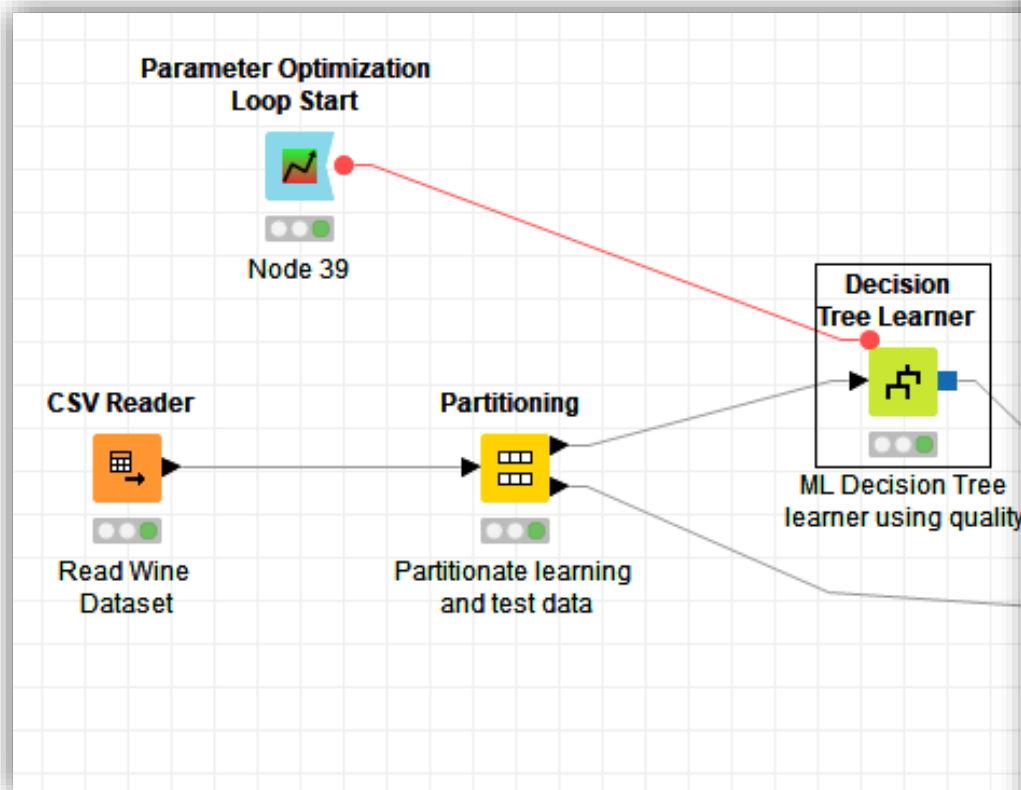 Parameter Optimization
Loop Start
Node 39
Decision
Tree Learner
CSV Reader
Partitioning
ML Decision Tree
learner using quality
Read Wine
Dataset
Partitionate learning
and test data